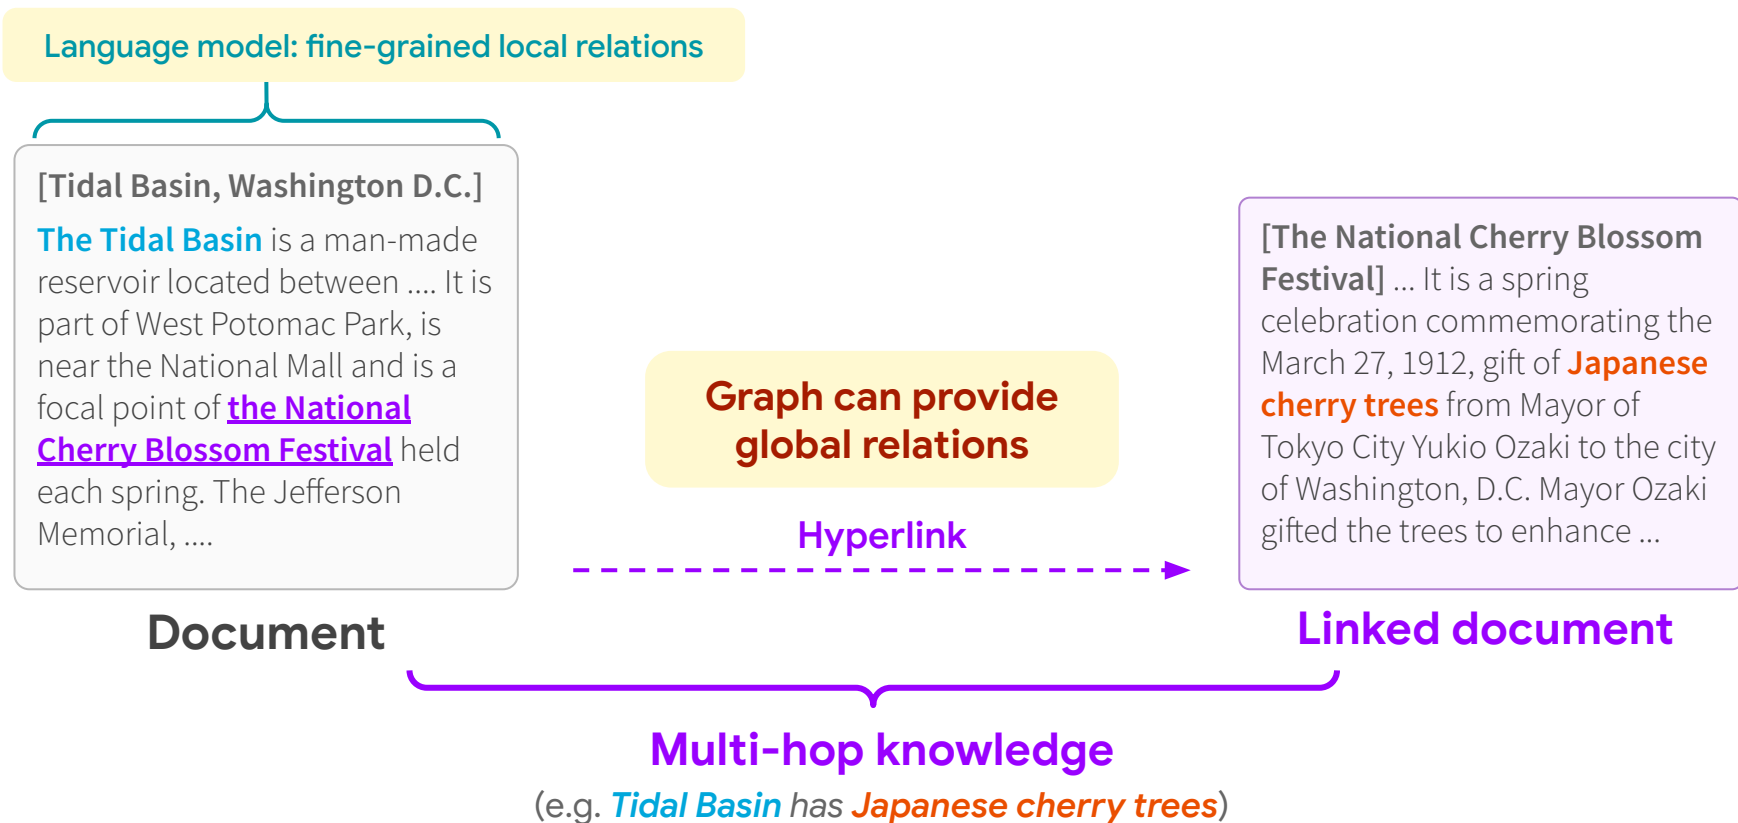 Language model: fine-grained local relations
[Tidal Basin, Washington D.C.]
The Tidal Basin is a man-made
reservoir located between .... It is
part of West Potomac Park, is
near the National Mall and is a
focal point of the National
Cherry Blossom Festival held
each spring. The Jefferson
Memorial, ....
Document
Graph can provide
global relations
Hyperlink
[The National Cherry Blossom
Festival] ... It is a spring
celebration commemorating the
March 27, 1912, gift of Japanese
cherry trees from Mayor of
Tokyo City Yukio Ozaki to the city
of Washington, D.C. Mayor Ozaki
gifted the trees to enhance ...
Linked document
Multi-hop knowledge
(e.g. Tidal Basin has Japanese cherry trees)